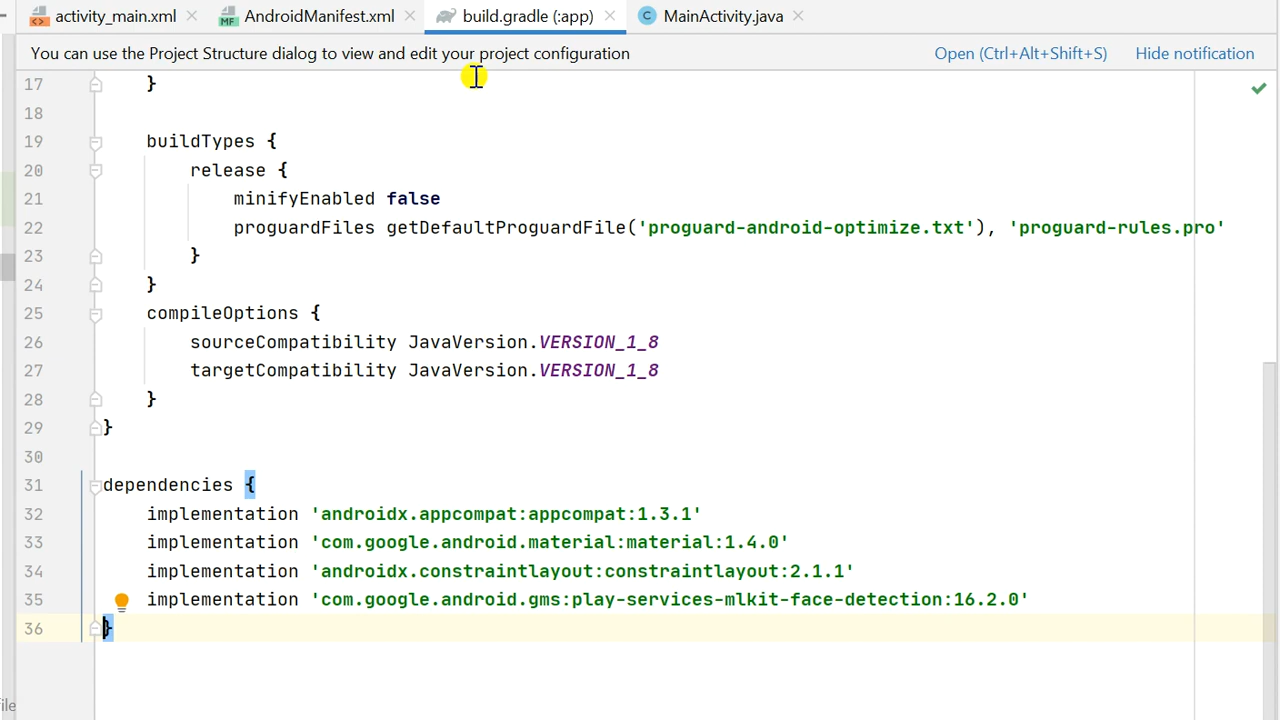 activity_main.xml
MF AndroidManifest.xml
build.gradle (:app)
C MainActivity.java
You can use the Project Structure dialog to view and edit your project configuration
Open (Ctrl+Alt+Shift+S) Hide notification
17 }
18
19 buildTypes {
20 release {
21 minifyEnabled false
22 proguardFiles getDefaultProguardFile('proguard-android-optimize.txt'), 'proguard-rules.pro'
23 }
24 }
25 compileOptions {
26 sourceCompatibility JavaVersion.VERSION_1_8
27 targetCompatibility JavaVersion.VERSION_1_8
28 }
29 }
30
31 dependencies {
32 implementation 'androidx.appcompat:appcompat:1.3.1'
33 implementation 'com.google.android.material:material:1.4.0'
34 implementation 'androidx.constraintlayout:constraintlayout:2.1.1'
35 implementation 'com.google.android.gms:play-services-mlkit-face-detection:16.2.0'
36 }